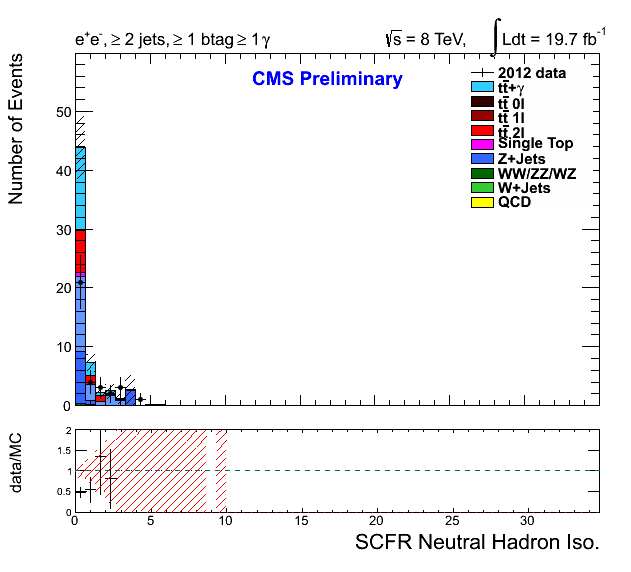 e⁺e⁻, ≥ 2 jets, ≥ 1 btag ≥ 1γ √s = 8 TeV, ∫Ldt = 19.7 fb⁻¹
CMS Preliminary
2012 data
tt̄+γ
tt̄ 0l
tt̄ 1l
tt̄ 2l
Single Top
Z+Jets
WW/ZZ/WZ
W+Jets
QCD
Number of Events
50
40
30
20
10
0
data/MC
2
1.5
1
0.5
0
0 5 10 15 20 25 30
SCFR Neutral Hadron Iso.